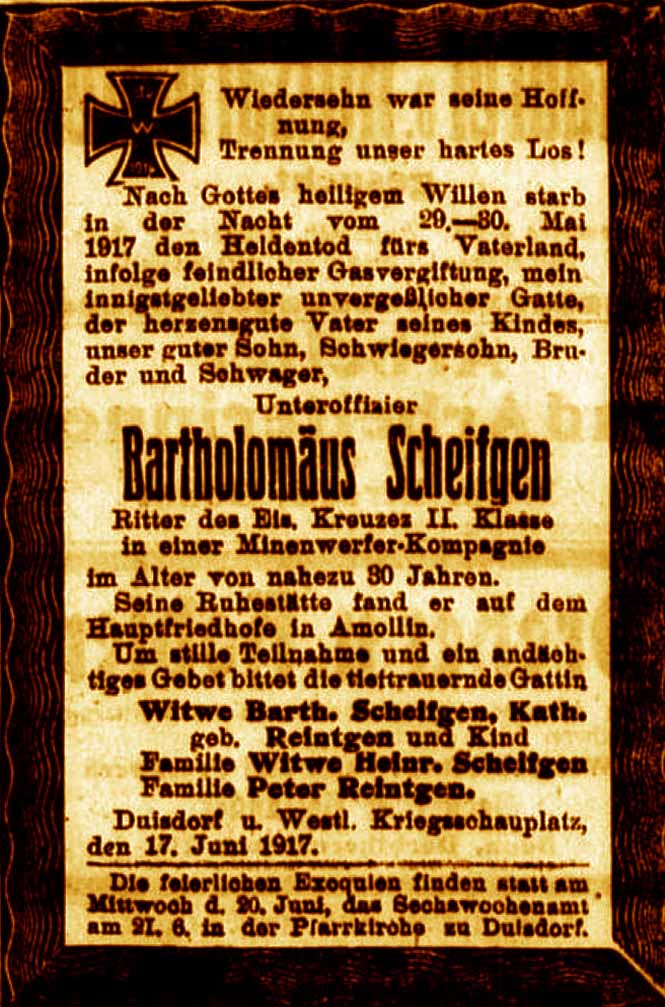 Wiedersehn war seine Hoff-
nung,
Trennung unser hartes Los!
Nach Gottes heiligem Willen starb
in der Nacht vom 29.—30. Mai
1917 den Heldentod fürs Vaterland,
infolge feindlicher Gasvergiftung, mein
innigstgeliebter unvergeßlicher Gatte,
der herzensgute Vater seines Kindes,
unser guter Sohn, Schwiegersohn, Bru-
der und Schwager,
Unteroffizier
Bartholomäus Scheifgen
Ritter des Eis. Kreuzes II. Klasse
in einer Minenwerfer-Kompagnie
im Alter von nahezu 30 Jahren.
Seine Ruhestätte fand er auf dem
Hauptfriedhofe in Amollin.
Um stille Teilnahme und ein andäch-
tiges Gebet bittet die tieftrauernde Gattin
Witwe Barth. Scheifgen, Kath.
geb. Reintgen und Kind
Familie Witwe Heinr. Scheifgen
Familie Peter Reintgen.
Duisdorf u. Westl. Kriegsschauplatz,
den 17. Juni 1917.
Die feierlichen Exequien finden statt am
Mittwoch d. 20. Juni, das Sechswochenamt
am 21. 6. in der Pfarrkirche zu Duisdorf.